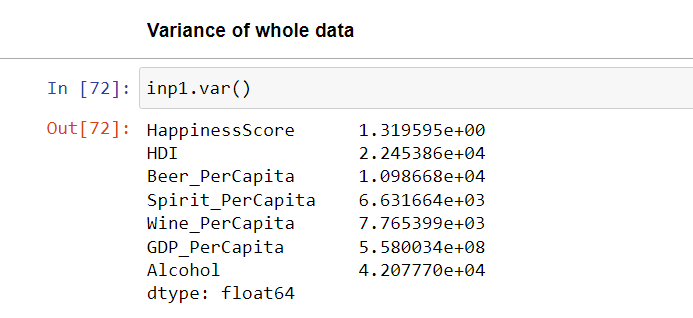 Variance of whole data
In [72]: inp1.var()
Out[72]: HappinessScore 1.319595e+00
HDI 2.245386e+04
Beer_PerCapita 1.098668e+04
Spirit_PerCapita 6.631664e+03
Wine_PerCapita 7.765399e+03
GDP_PerCapita 5.580034e+08
Alcohol 4.207770e+04
dtype: float64